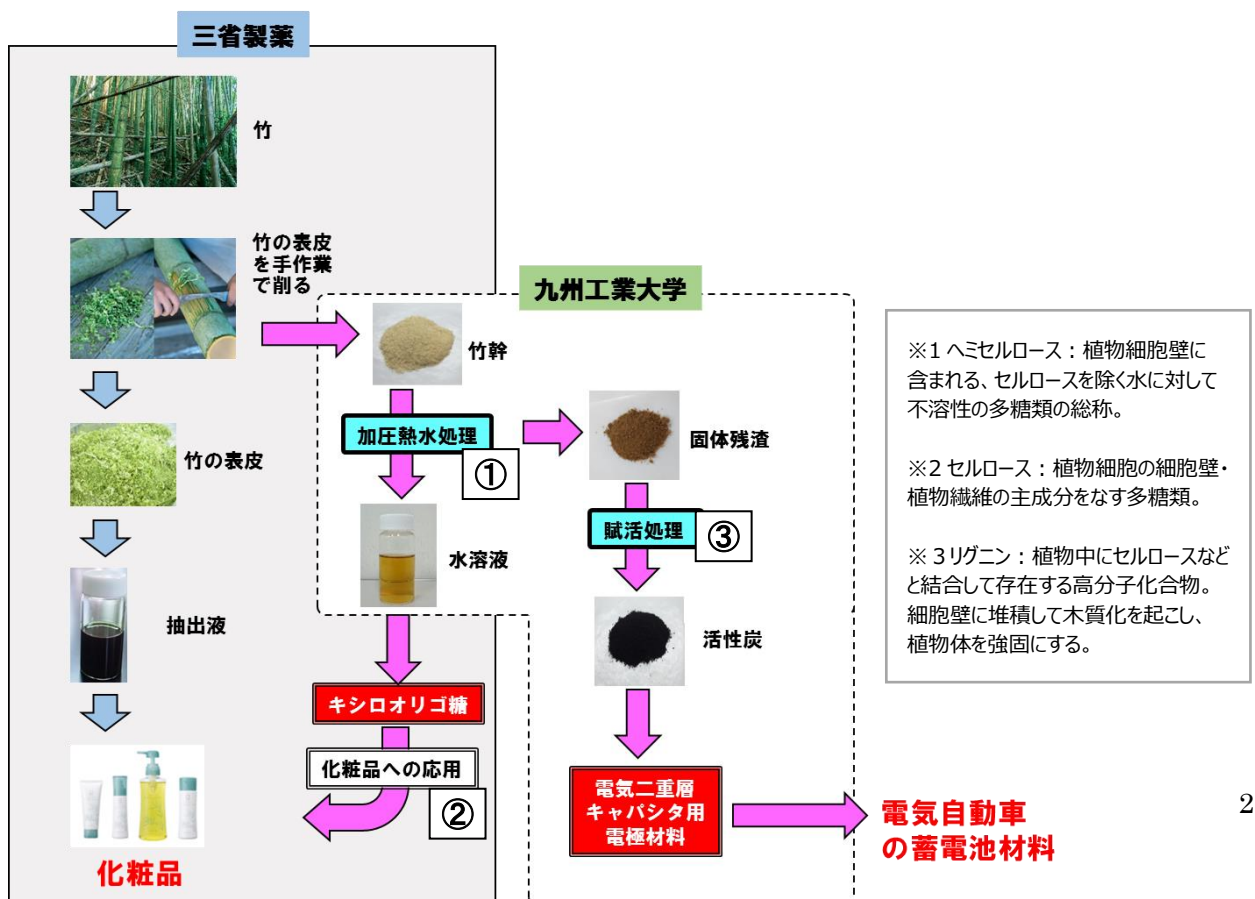 三省製薬
竹
竹の表皮
を手作業
で削る
竹の表皮
抽出液
化粧品
九州工業大学
竹幹
加圧熱水処理
①
水溶液
キシロオリゴ糖
化粧品への応用
②
固体残渣
賦活処理
③
活性炭
電気二重層
キャパシタ用
電極材料
電気自動車
の蓄電池材料
※1 ヘミセルロース：植物細胞壁に
含まれる、セルロースを除く水に対して
不溶性の多糖類の総称。
※2 セルロース：植物細胞の細胞壁・
植物繊維の主成分をなす多糖類。
※３リグニン：植物中にセルロースなど
と結合して存在する高分子化合物。
細胞壁に堆積して木質化を起こし、
植物体を強固にする。
2